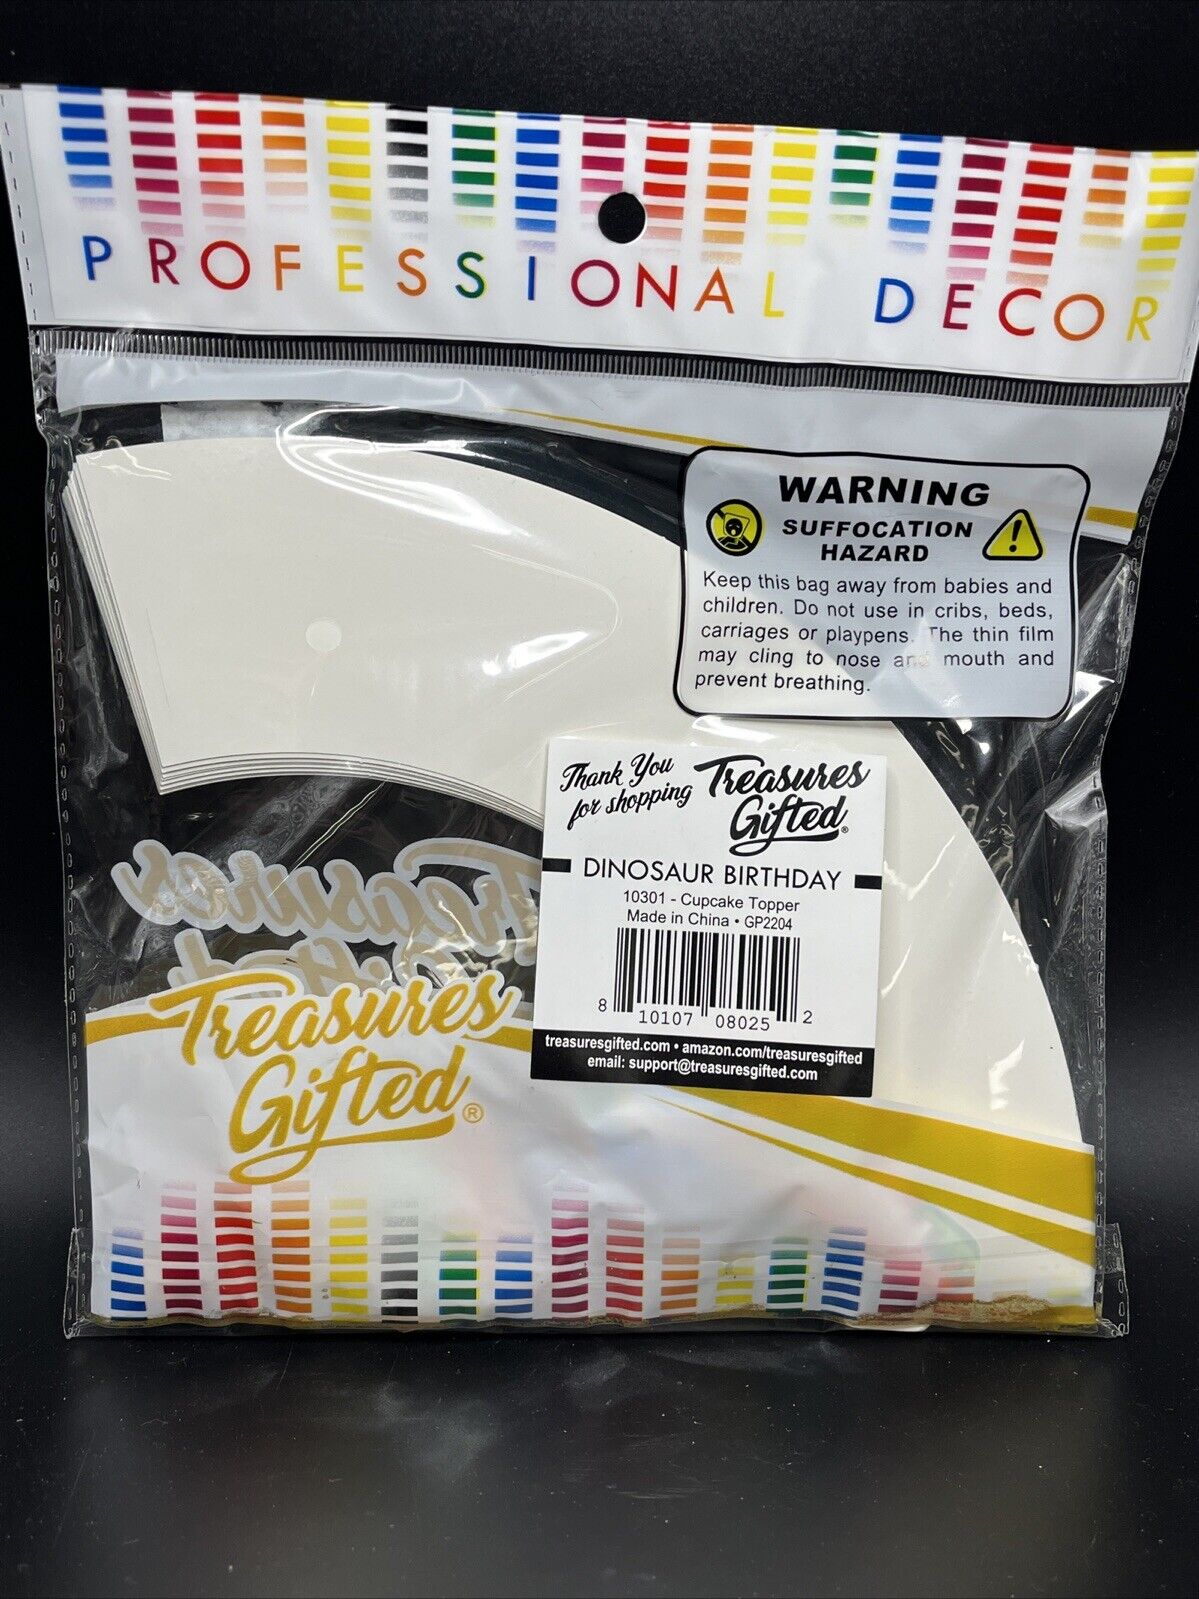 PROFESSIONAL DECOR
WARNING
SUFFOCATION
HAZARD
Keep this bag away from babies and
children. Do not use in cribs, beds,
carriages or playpens. The thin film
may cling to nose and mouth and
prevent breathing.
Thank You
for shopping
Treasures
Gifted®
DINOSAUR BIRTHDAY
10301 - Cupcake Topper
Made in China • GP2204
8 10107 08025 2
treasuresgifted.com • amazon.com/treasuresgifted
email: support@treasuresgifted.com
Treasures
Gifted
Treasures
Gifted®